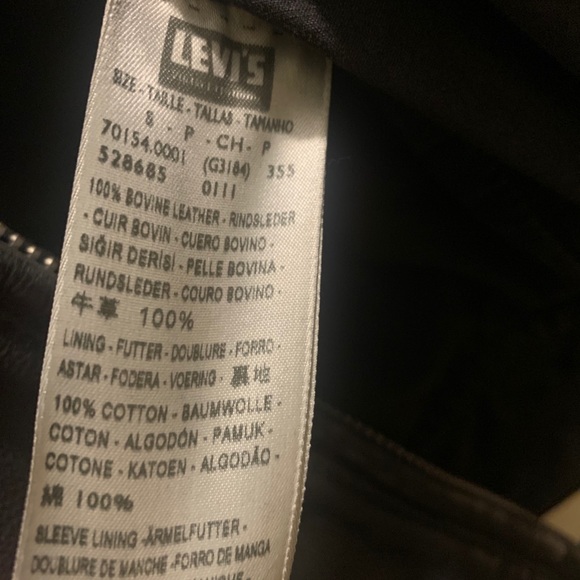 LEVI'S
SIZE - TAILLE - TALLAS - TAMANHO
S - P - CH - P
70154.0001 (G3184) 355
528685 0111
100% BOVINE LEATHER - RINDSLEDER
- CUIR BOVIN - CUERO BOVINO -
SIĞIR DERİSİ - PELLE BOVINA -
RUNDSLEDER - COURO BOVINO -
牛革 100%
LINING - FUTTER - DOUBLURE - FORRO -
ASTAR - FODERA - VOERING - 裏地
100% COTTON - BAUMWOLLE -
COTON - ALGODÓN - PAMUK -
COTONE - KATOEN - ALGODÃO -
綿 100%
SLEEVE LINING - ÄRMELFUTTER -
DOUBLURE DE MANCHE - FORRO DE MANGA